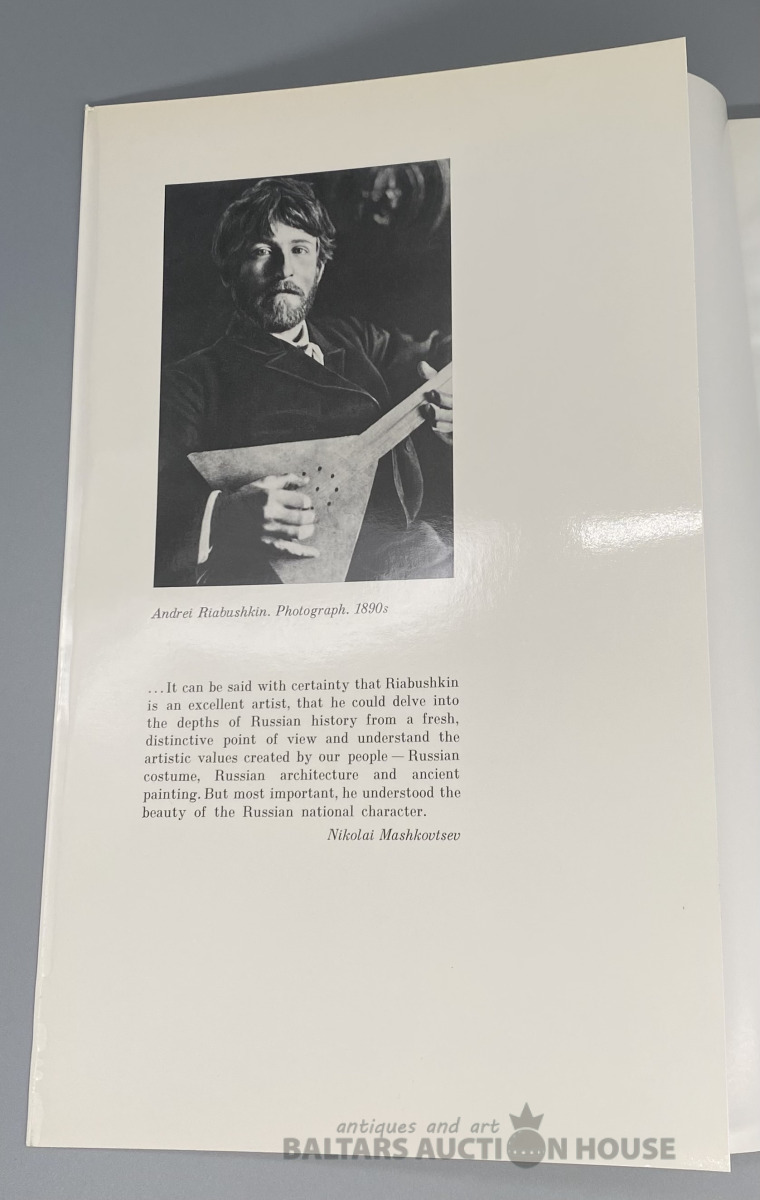 Andrei Riabushkin. Photograph. 1890s
...It can be said with certainty that Riabushkin
is an excellent artist, that he could delve into
the depths of Russian history from a fresh,
distinctive point of view and understand the
artistic values created by our people — Russian
costume, Russian architecture and ancient
painting. But most important, he understood the
beauty of the Russian national character.
Nikolai Mashkovtsev
antiques and art
BALTARS AUCTION HOUSE